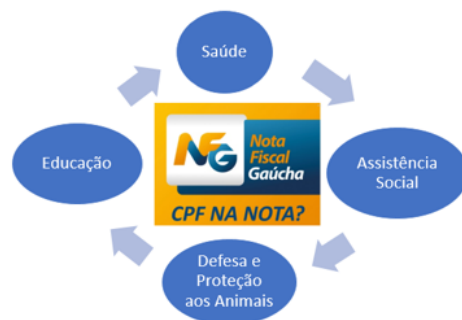 Saúde
Educação
NFG
Nota
Fiscal
Gaúcha
CPF NA NOTA?
Assistência
Social
Defesa e
Proteção
aos Animais